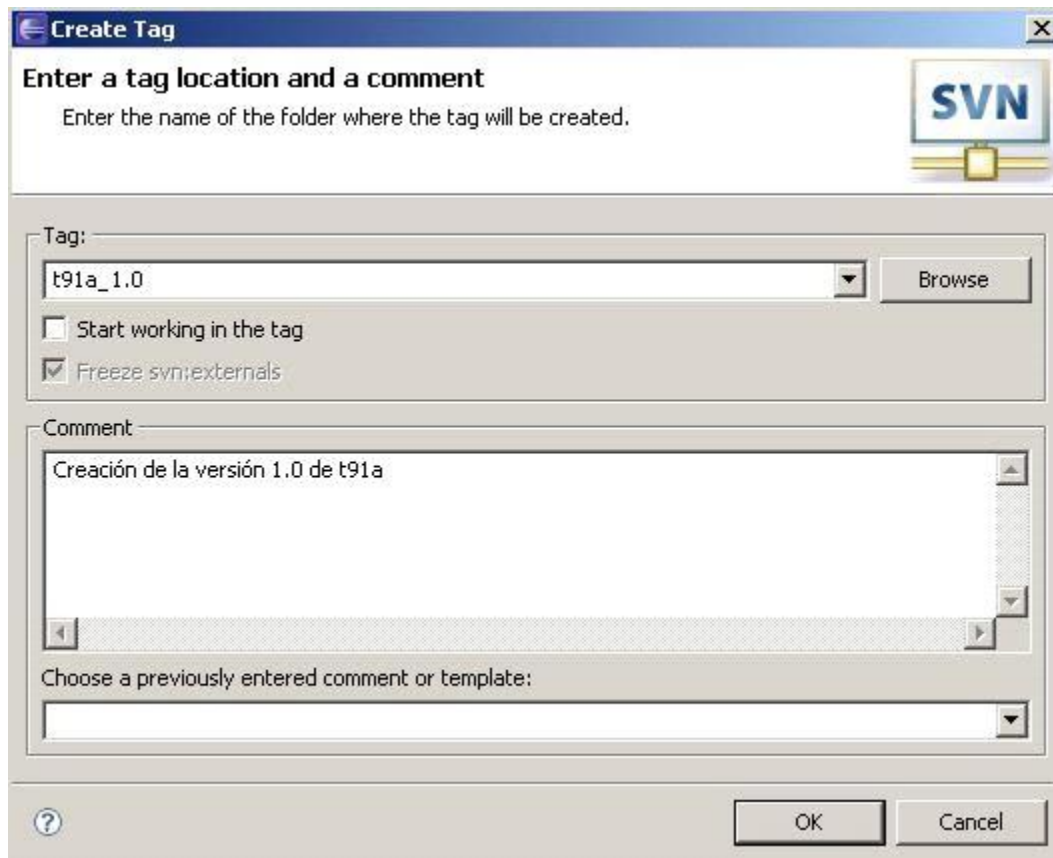 Create Tag
Enter a tag location and a comment
Enter the name of the folder where the tag will be created.
SVN
Tag:
t91a_1.0
Browse
Start working in the tag
Freeze svn:externals
Comment
Creación de la versión 1.0 de t91a
Choose a previously entered comment or template:
?
OK
Cancel